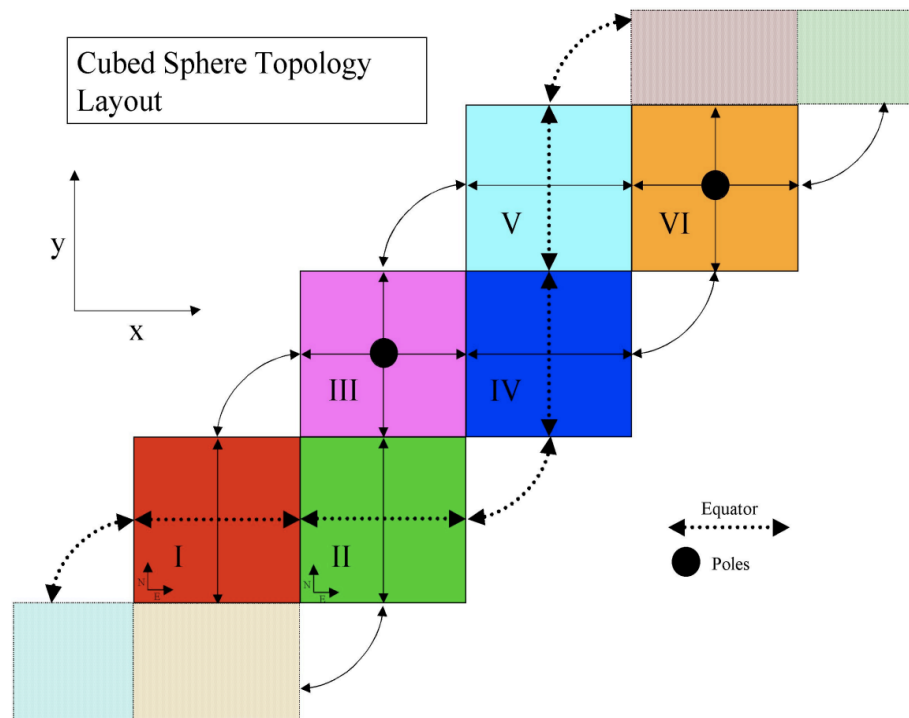 Cubed Sphere Topology
Layout
V
VI
y
x
III
IV
Equator
I
II
Poles
N
E
N
E